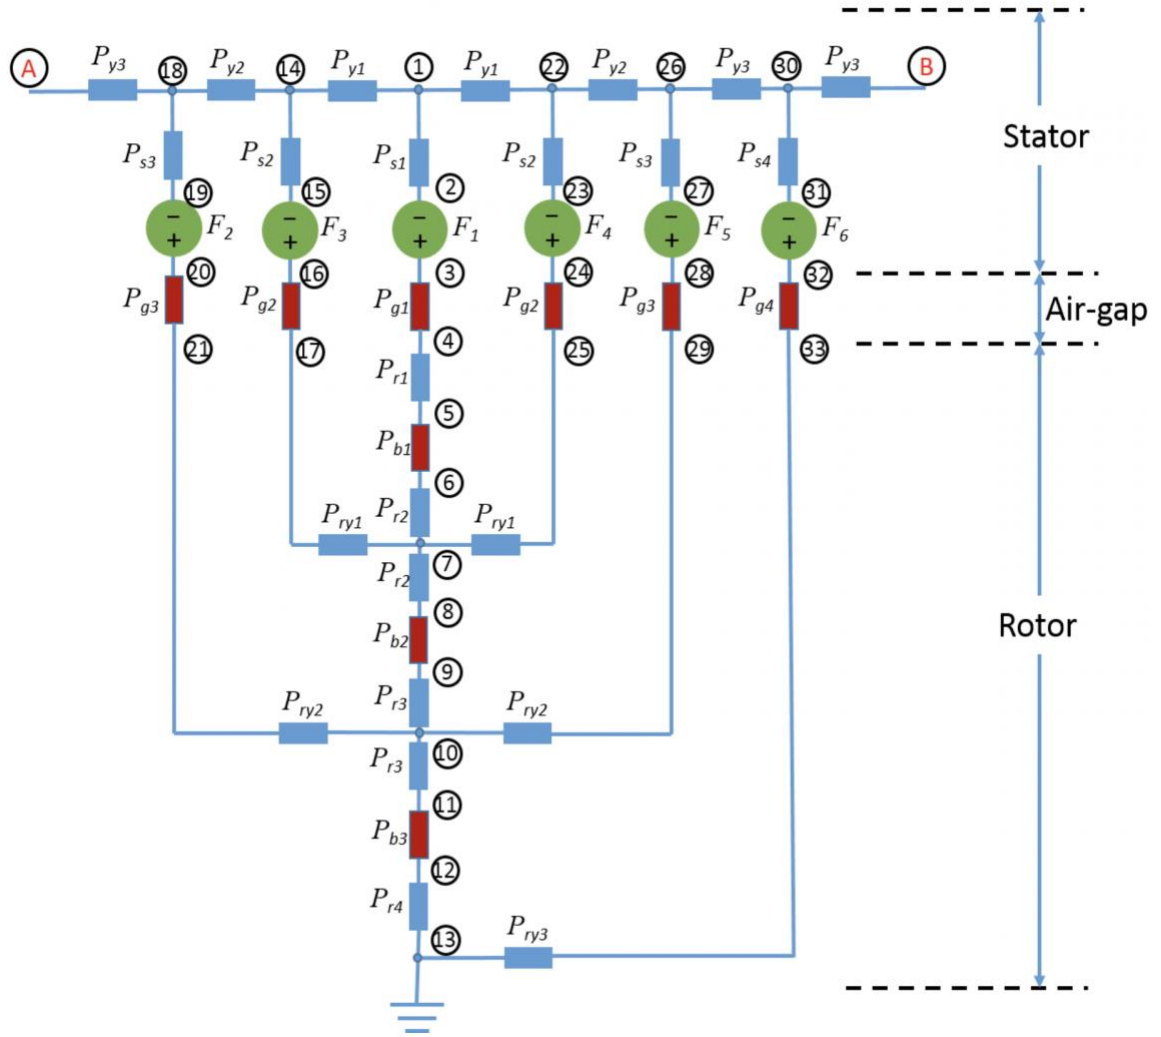 A P_y3 18 P_y2 14 P_y1 1 P_y1 22 P_y2 26 P_y3 30 P_y3 B
Stator
P_s3 P_s2 P_s1 P_s2 P_s3 P_s4
19 15 2 23 27 31
− F_2 − F_3 − F_1 − F_4 − F_5 − F_6
+ + + + + +
20 16 3 24 28 32
P_g3 P_g2 P_g1 P_g2 P_g3 P_g4
Air-gap
21 17 4 25 29 33
P_r1
5
P_b1
6
P_ry1 P_r2 P_ry1
7
P_r2
8
P_b2
Rotor
9
P_ry2 P_r3 P_ry2
10
P_r3
11
P_b3
12
P_r4
13 P_ry3